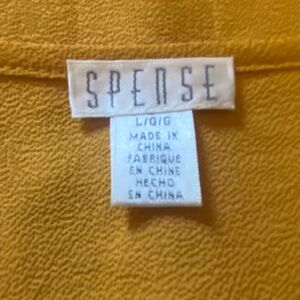 SPENSE
L/G/G
MADE IN
CHINA
FABRIQUE
EN CHINE
HECHO
EN CHINA